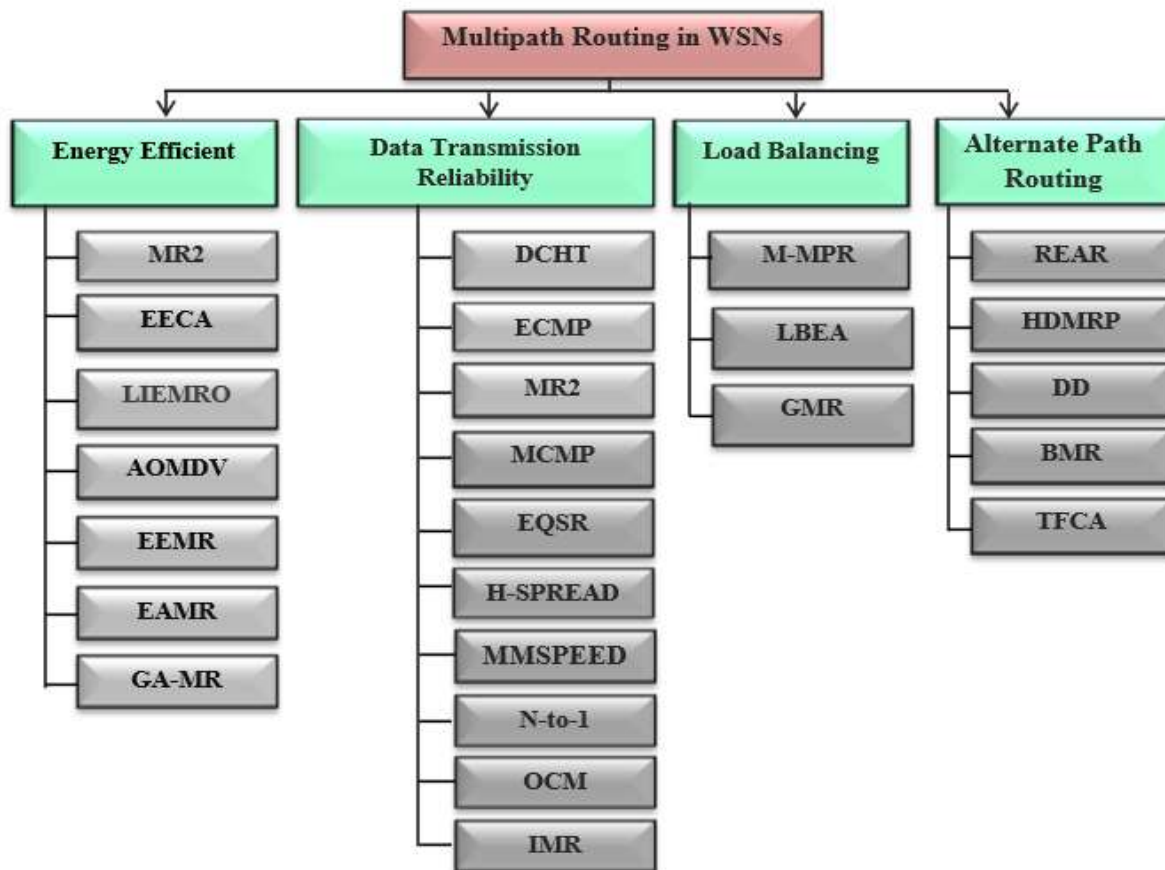 Multipath Routing in WSNs
Energy Efficient
MR2
EECA
LIEMRO
AOMDV
EEMR
EAMR
GA-MR
Data Transmission
Reliability
DCHT
ECMP
MR2
MCMP
EQSR
H-SPREAD
MMSPEED
N-to-1
OCM
IMR
Load Balancing
M-MPR
LBEA
GMR
Alternate Path
Routing
REAR
HDMRP
DD
BMR
TFCA